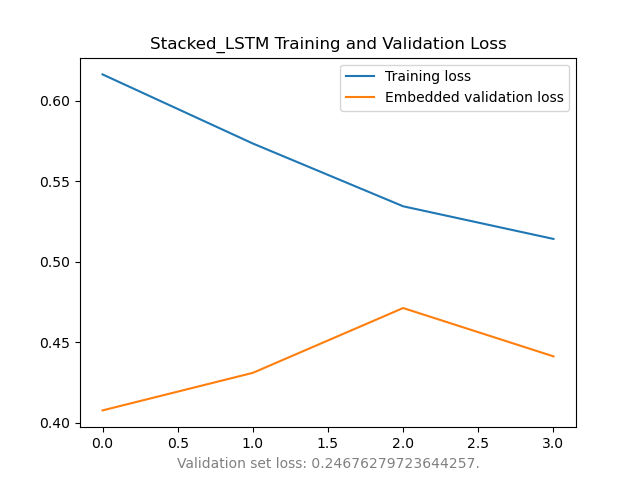 Stacked_LSTM Training and Validation Loss
Training loss
Embedded validation loss
0.60
0.55
0.50
0.45
0.40
0.0 0.5 1.0 1.5 2.0 2.5 3.0
Validation set loss: 0.24676279723644257.